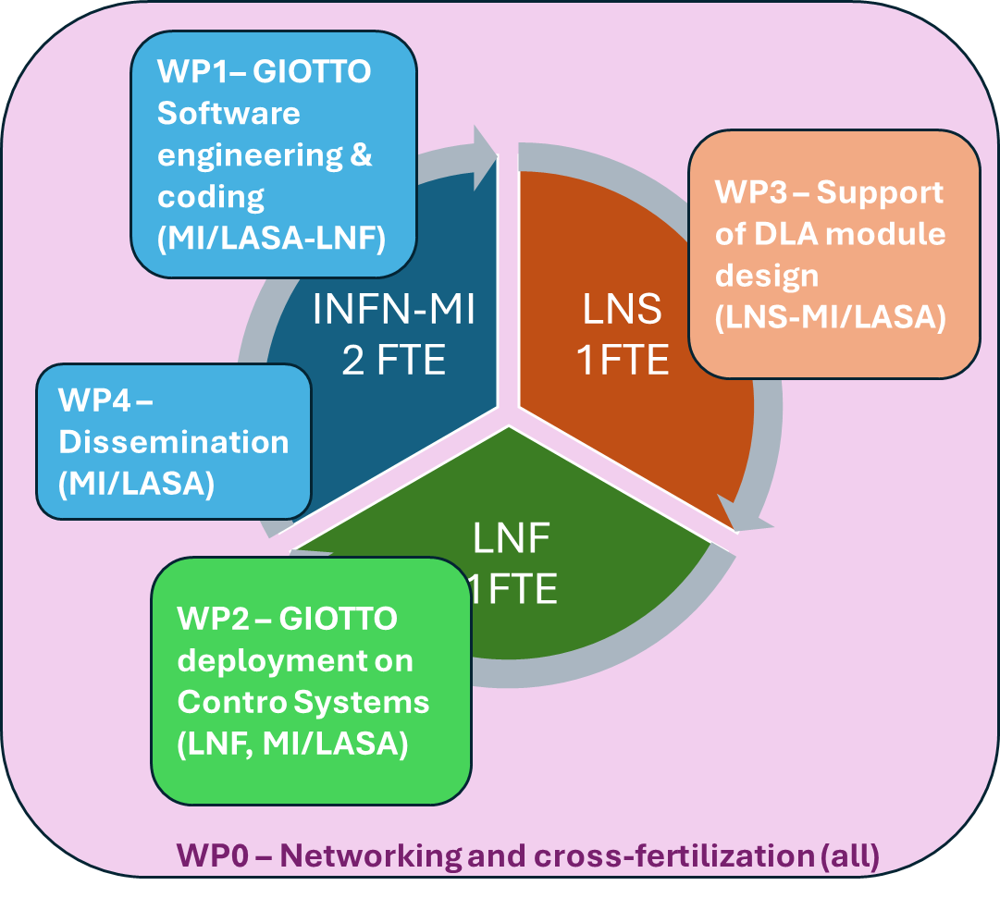 WP1– GIOTTO
Software
engineering &
coding
(MI/LASA-LNF)
WP3 – Support
of DLA module
design
(LNS-MI/LASA)
INFN-MI
2 FTE
LNS
1FTE
WP4 –
Dissemination
(MI/LASA)
LNF
1FTE
WP2 – GIOTTO
deployment on
Contro Systems
(LNF, MI/LASA)
WP0 – Networking and cross-fertilization (all)